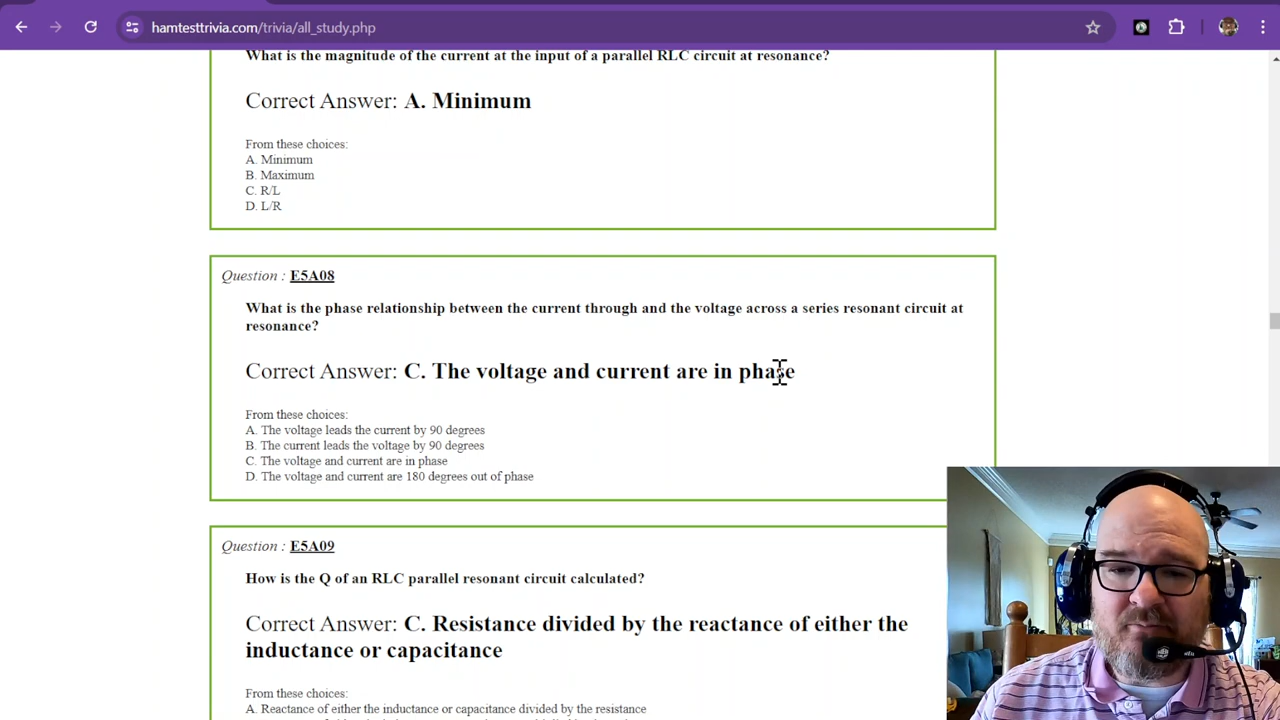 hamtesttrivia.com/trivia/all_study.php
What is the magnitude of the current at the input of a parallel RLC circuit at resonance?
Correct Answer: A. Minimum
From these choices:
A. Minimum
B. Maximum
C. R/L
D. L/R
Question : E5A08
What is the phase relationship between the current through and the voltage across a series resonant circuit at
resonance?
Correct Answer: C. The voltage and current are in phase
From these choices:
A. The voltage leads the current by 90 degrees
B. The current leads the voltage by 90 degrees
C. The voltage and current are in phase
D. The voltage and current are 180 degrees out of phase
Question : E5A09
How is the Q of an RLC parallel resonant circuit calculated?
Correct Answer: C. Resistance divided by the reactance of either the
inductance or capacitance
From these choices:
A. Reactance of either the inductance or capacitance divided by the resistance